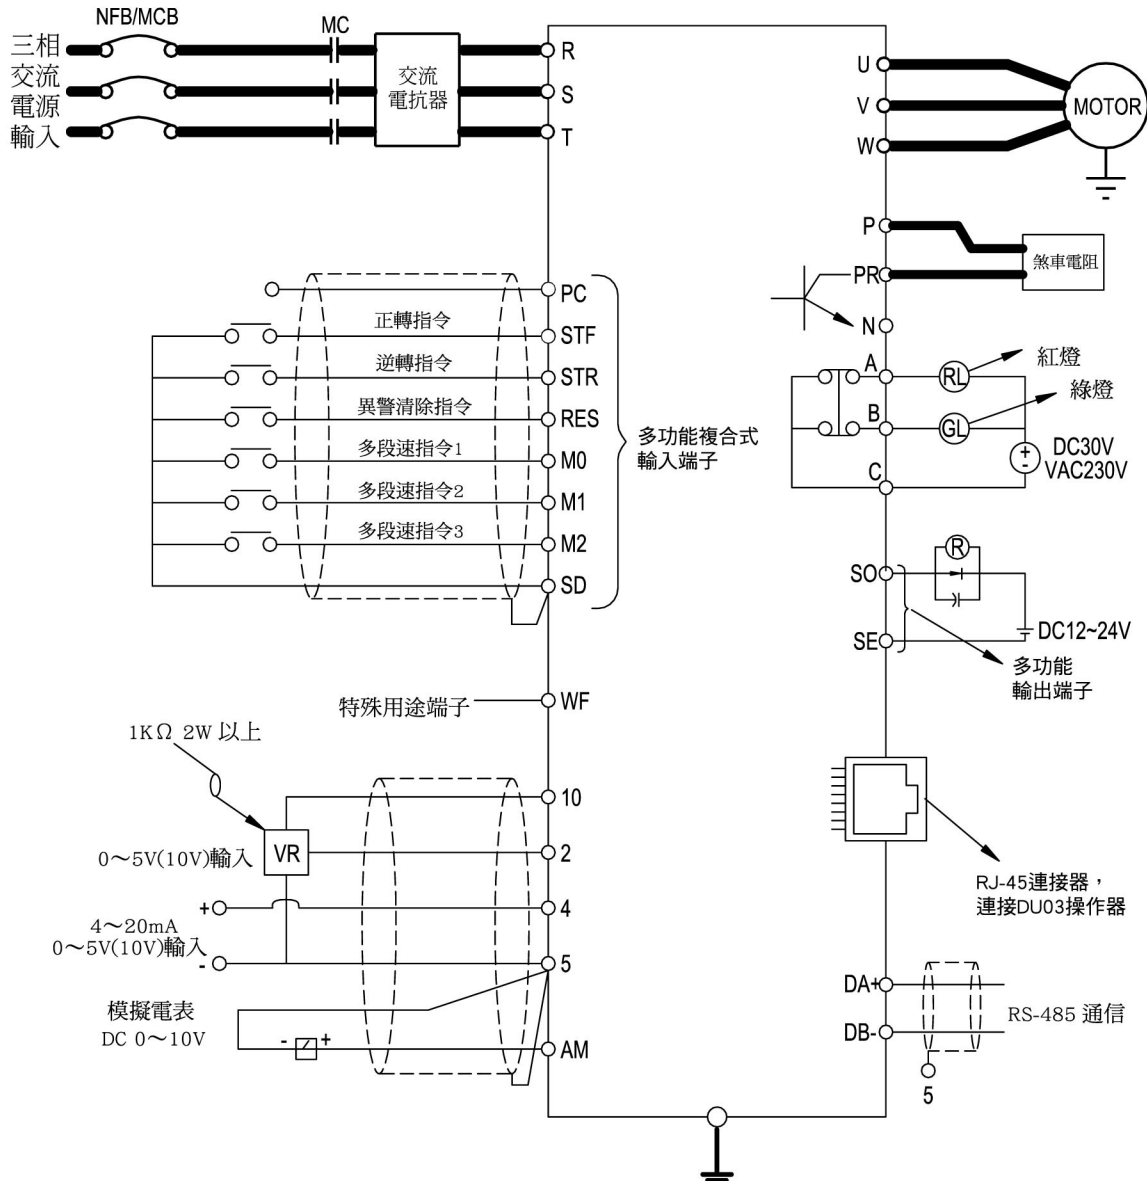 NFB/MCB
MC
三相
交流
電源
輸入
交流
電抗器
R
S
T
U
V
W
MOTOR
P
PR
N
煞車電阻
PC
正轉指令
STF
逆轉指令
STR
異警清除指令
RES
多段速指令1
M0
多段速指令2
M1
多段速指令3
M2
SD
多功能複合式
輸入端子
A
RL
紅燈
B
GL
綠燈
C
+
-
DC30V
VAC230V
SO
R
SE
DC12~24V
多功能
輸出端子
特殊用途端子
WF
1KΩ 2W 以上
10
VR
2
0～5V(10V)輸入
+
4
4～20mA
0～5V(10V)輸入
-
5
模擬電表
DC 0～10V
- +
AM
RJ-45連接器，
連接DU03操作器
DA+
DB-
RS-485 通信
5